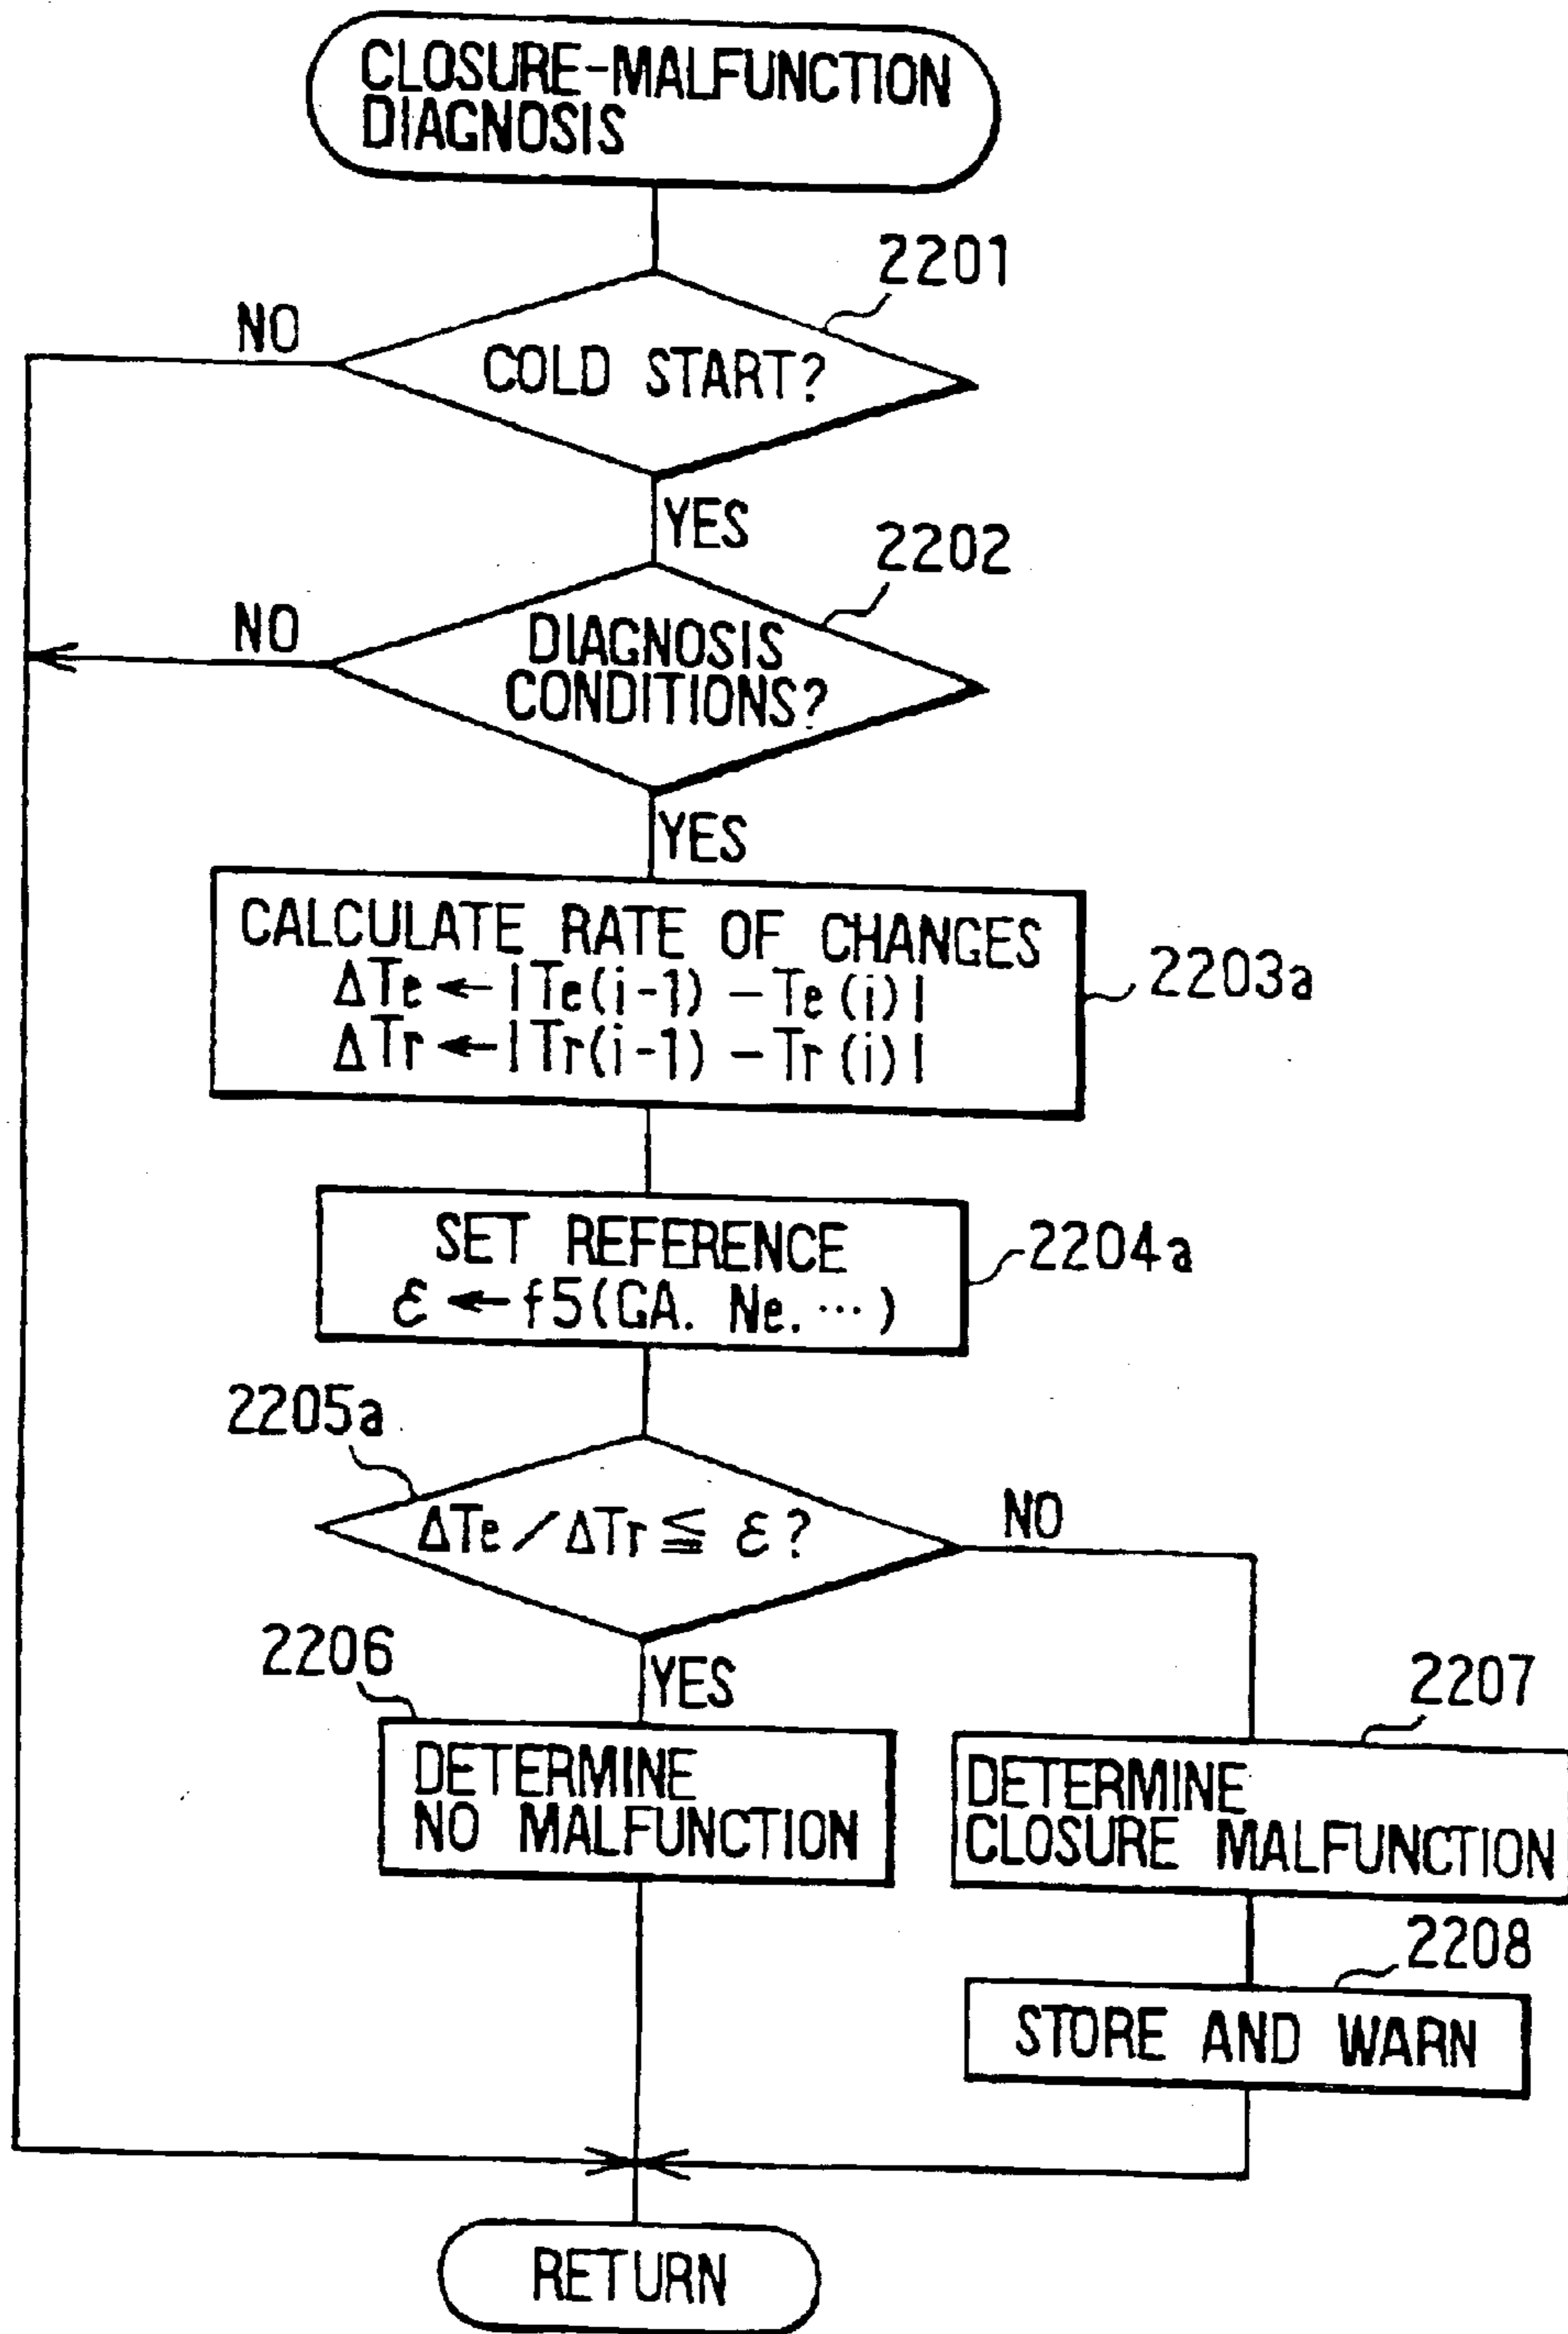 CLOSURE-MALFUNCTION
DIAGNOSIS
2201
NO
COLD START?
YES
2202
NO
DIAGNOSIS
CONDITIONS?
YES
CALCULATE RATE OF CHANGES
ΔTe ← |Te(i-1) - Te(i)|
ΔTr ← |Tr(i-1) - Tr(i)|
2203a
SET REFERENCE
ε ← f5(GA. Ne. ⋯)
2204a
2205a
ΔTe / ΔTr ≦ ε?
NO
2206
YES
2207
DETERMINE
NO MALFUNCTION
DETERMINE
CLOSURE MALFUNCTION
2208
STORE AND WARN
RETURN